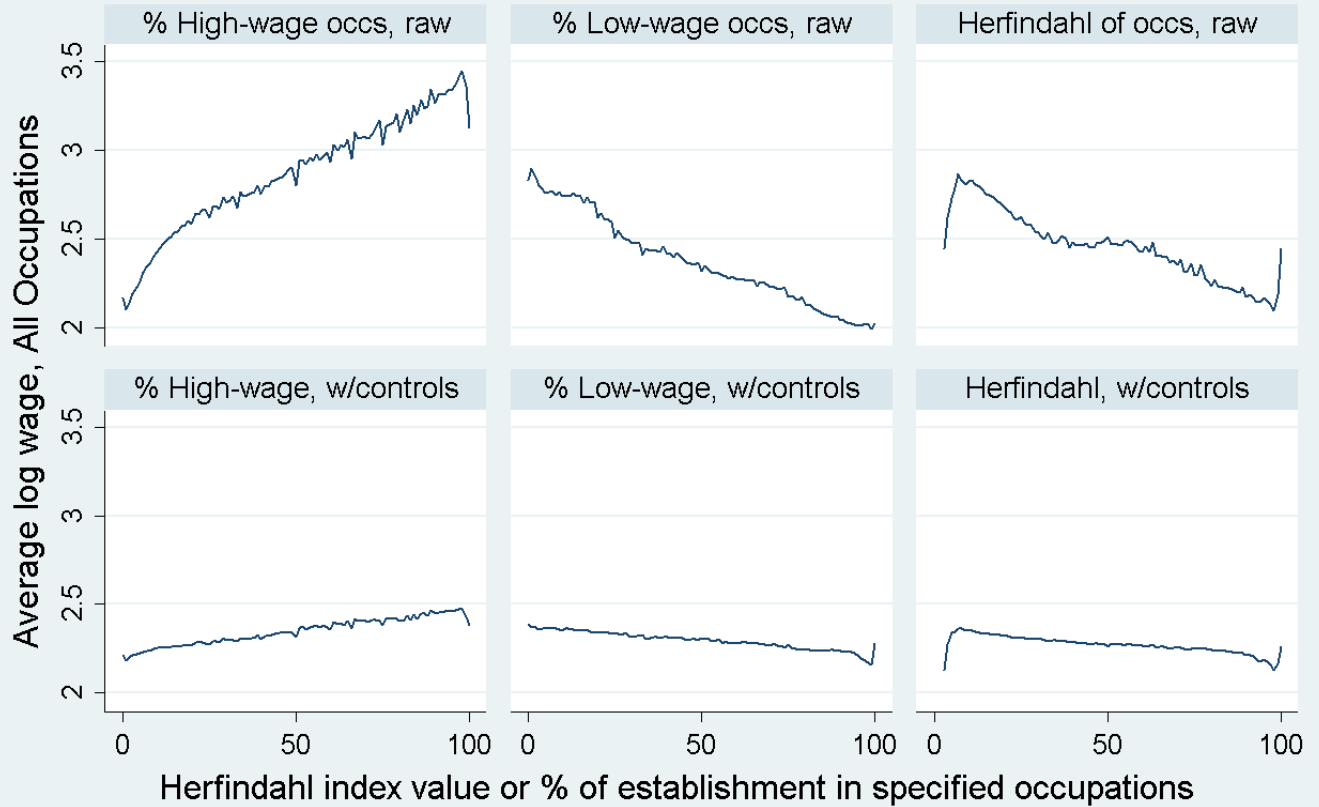 % High-wage occs, raw
% Low-wage occs, raw
Herfindahl of occs, raw
3.5
3
2.5
2
% High-wage, w/controls
% Low-wage, w/controls
Herfindahl, w/controls
3.5
3
2.5
2
Average log wage, All Occupations
0 50 100
0 50 100
0 50 100
Herfindahl index value or % of establishment in specified occupations